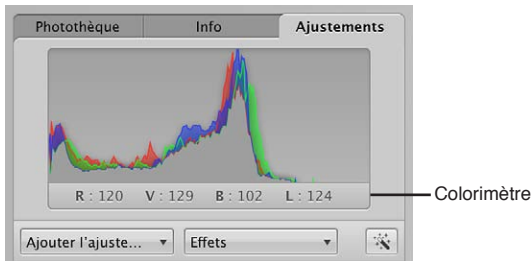 Photothèque Info Ajustements
R : 120 V : 129 B : 102 L : 124
Colorimètre
Ajouter l'ajuste... Effets